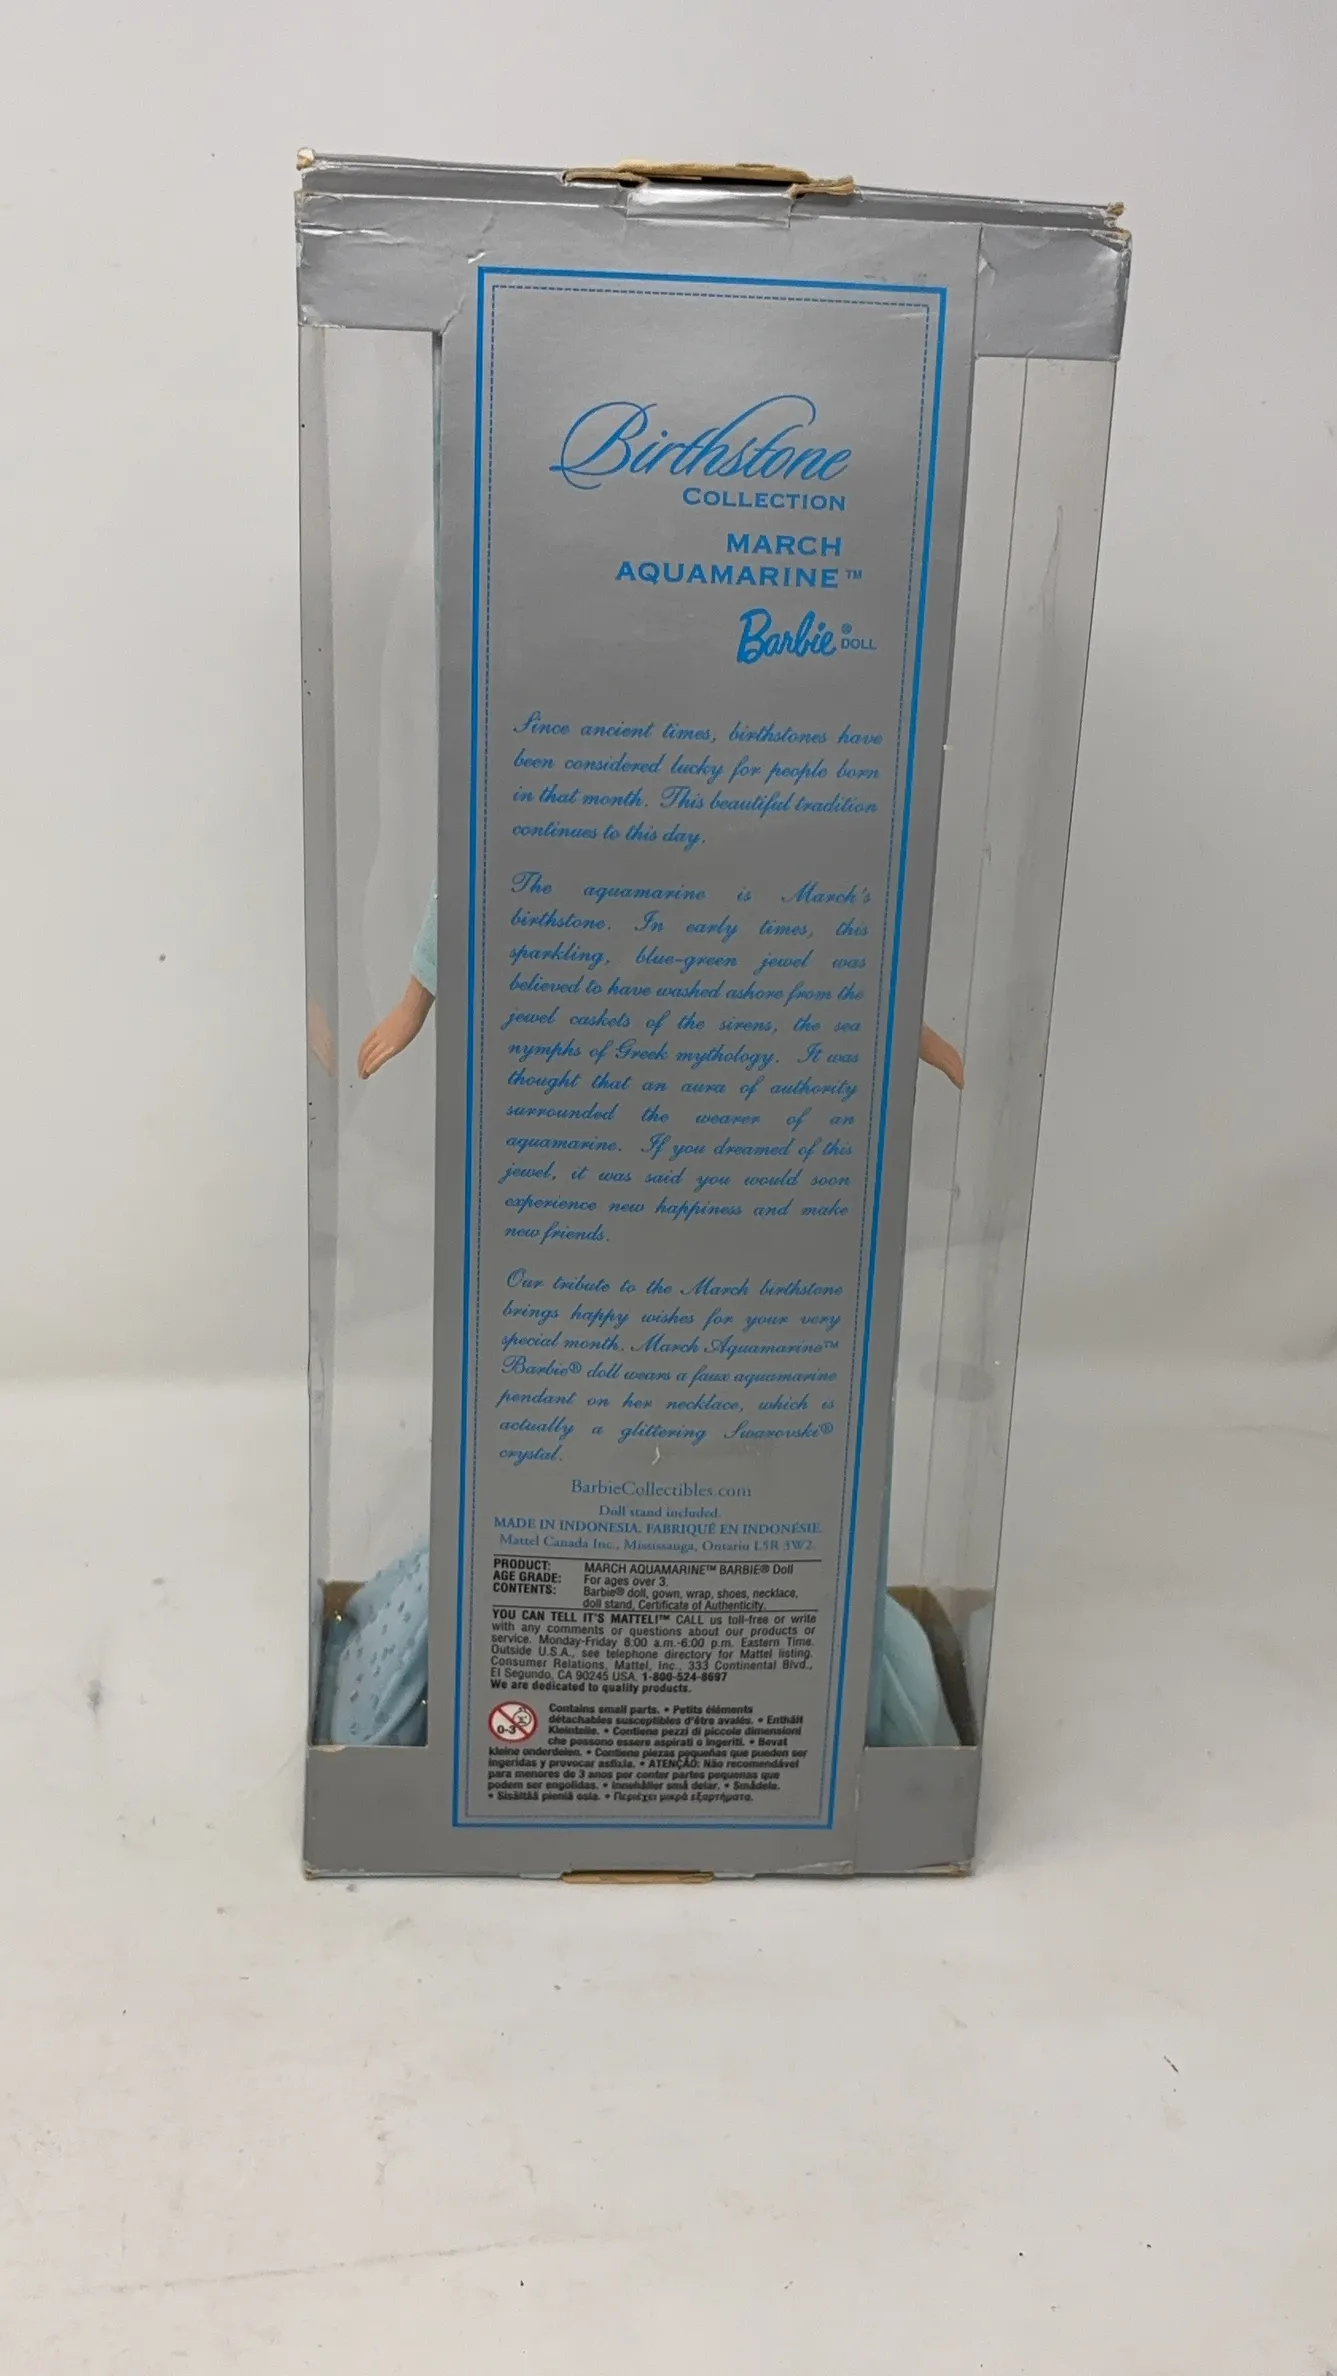 Birthstone
COLLECTION
MARCH
AQUAMARINE™
Barbie® DOLL
Since ancient times, birthstones have
been considered lucky for people born
in that month. This beautiful tradition
continues to this day.
The aquamarine is March's
birthstone. In early times, this
sparkling, blue-green jewel was
believed to have washed ashore from the
jewel caskets of the sirens, the sea
nymphs of Greek mythology. It was
thought that an aura of authority
surrounded the wearer of an
aquamarine. If you dreamed of this
jewel, it was said you would soon
experience new happiness and make
new friends.
Our tribute to the March birthstone
brings happy wishes for your very
special month. March Aquamarine™
Barbie® doll wears a faux aquamarine
pendant on her necklace, which is
actually a glittering Swarovski®
crystal.
BarbieCollectibles.com
Doll stand included.
MADE IN INDONESIA. FABRIQUÉ EN INDONÉSIE.
Mattel Canada Inc., Mississauga, Ontario L5R 3W2.
PRODUCT: MARCH AQUAMARINE™ BARBIE® Doll
AGE GRADE: For ages over 3.
CONTENTS: Barbie® doll, gown, wrap, shoes, necklace,
doll stand, Certificate of Authenticity.
YOU CAN TELL IT'S MATTEL!™ CALL us toll-free or write
with any comments or questions about our products or
service. Monday-Friday 8:00 a.m.-6:00 p.m. Eastern Time.
Outside U.S.A., see telephone directory for Mattel listing.
Consumer Relations, Mattel, Inc., 333 Continental Blvd.,
El Segundo, CA 90245 USA. 1-800-524-8697
We are dedicated to quality products.
0-3
Contains small parts. • Petits éléments
détachables susceptibles d'être avalés. • Enthält
Kleinteile. • Contiene pezzi di piccole dimensioni
che possono essere aspirati o ingeriti. • Bevat
kleine onderdelen. • Contiene piezas pequeñas que pueden ser
ingeridas y provocar asfixia. • ATENÇÃO: Não recomendável
para menores de 3 anos por conter partes pequenas que
podem ser engolidas. • Innehåller små delar. • Smådele.
• Sisältää pieniä osia. • Περιέχει μικρά εξαρτήματα.